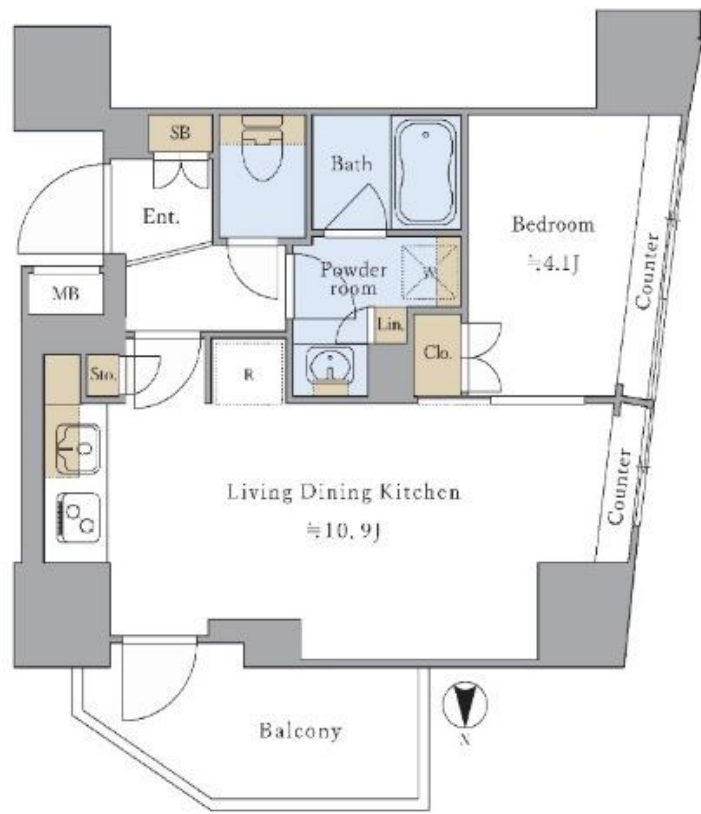 SB
Ent.
Bath
Bedroom
≒4.1J
Counter
MB
Powder
room
W
Lin.
Clo.
Sto.
R
Living Dining Kitchen
≒10.9J
Counter
Balcony
N